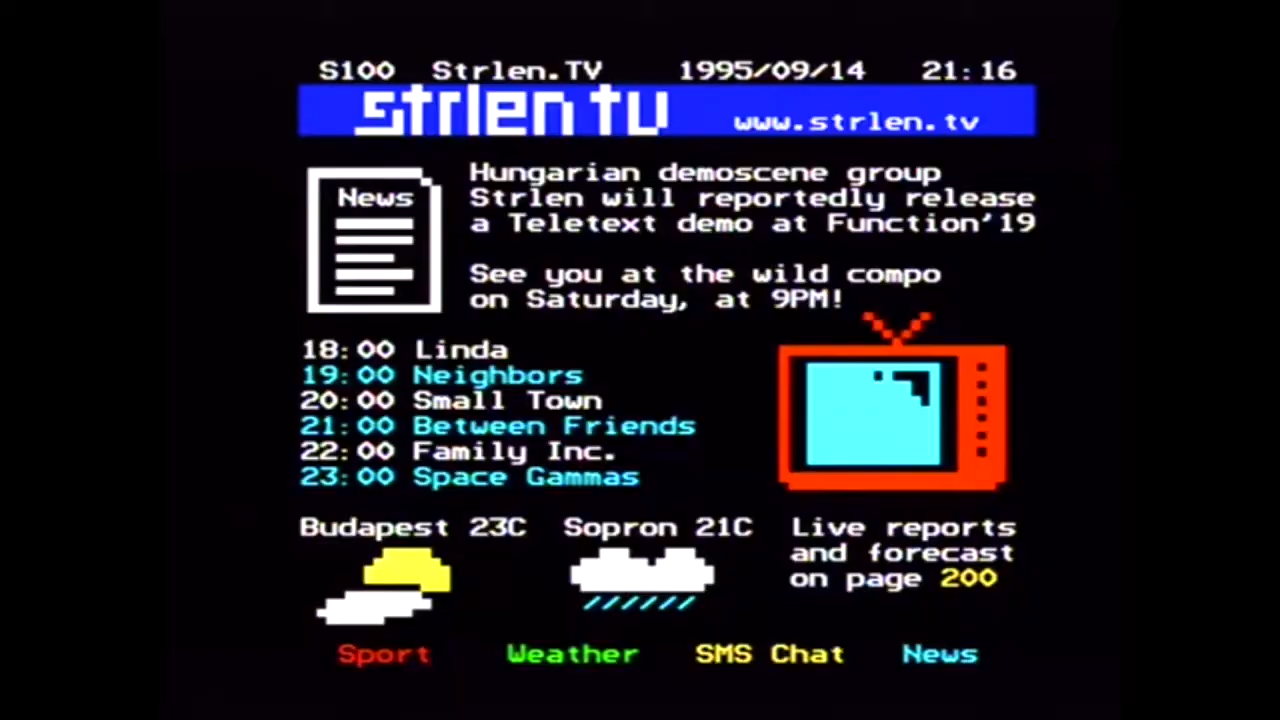 S100 Strlen.TV 1995/09/14 21:16
strlen tv www.strlen.tv
News
Hungarian demoscene group
Strlen will reportedly release
a Teletext demo at Function'19
See you at the wild compo
on Saturday, at 9PM!
18:00 Linda
19:00 Neighbors
20:00 Small Town
21:00 Between Friends
22:00 Family Inc.
23:00 Space Gammas
Budapest 23C Sopron 21C
Live reports
and forecast
on page 200
Sport Weather SMS Chat News